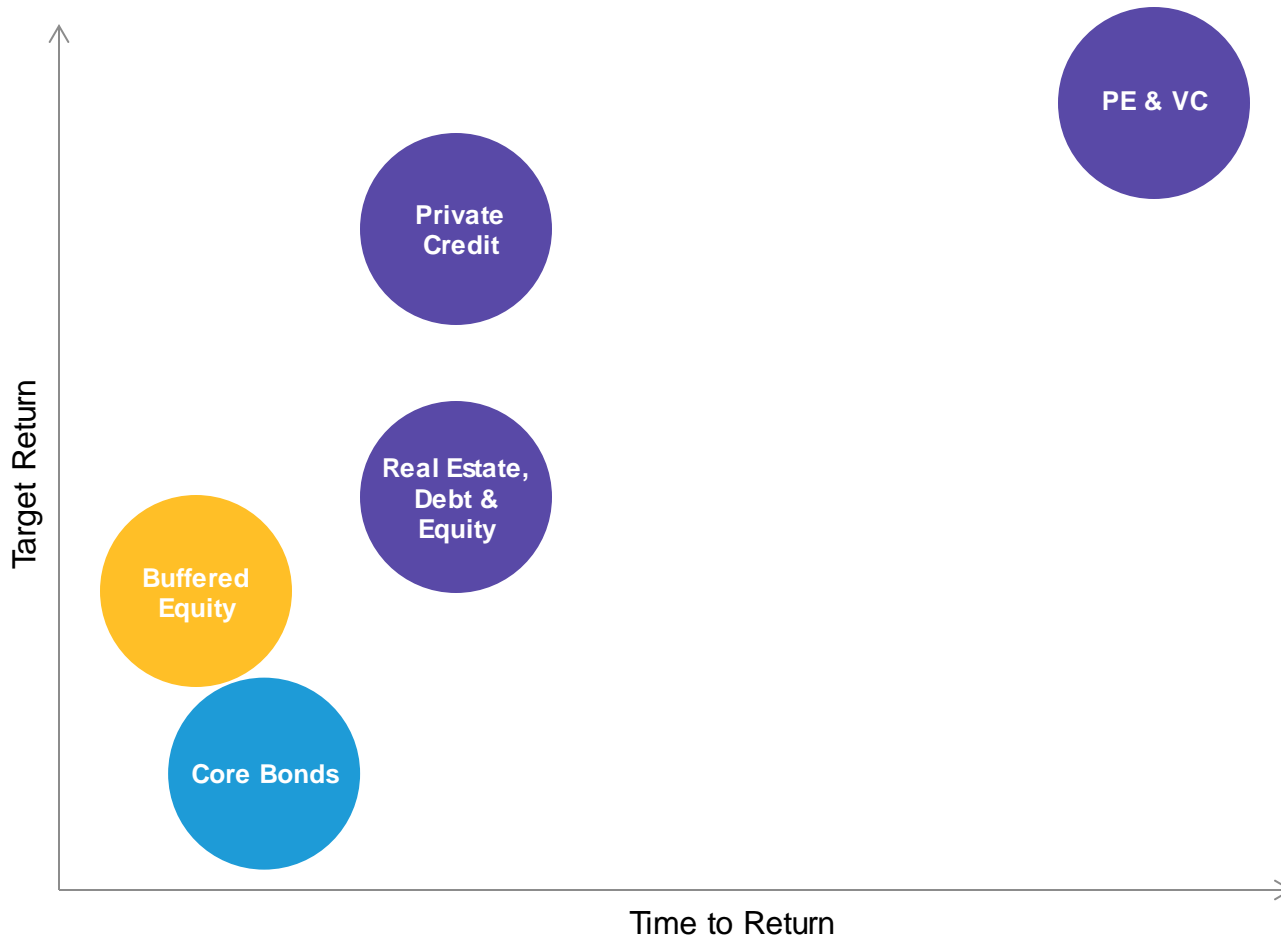 PE & VC
Private
Credit
Real Estate,
Debt &
Equity
Target Return
Buffered
Equity
Core Bonds
Time to Return